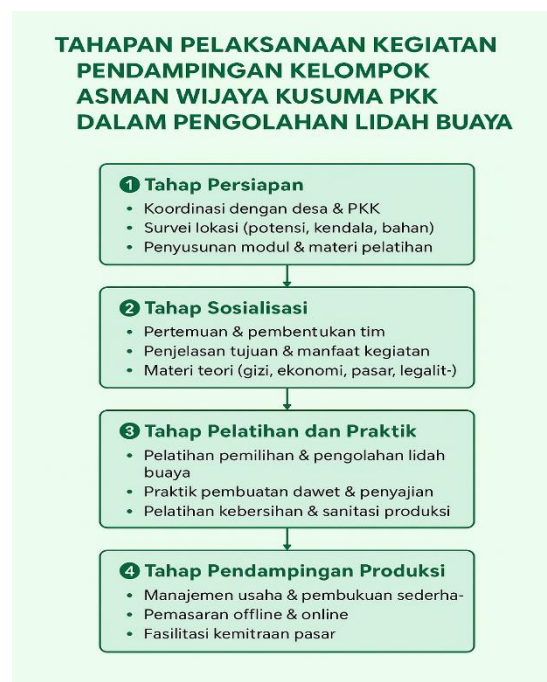 TAHAPAN PELAKSANAAN KEGIATAN
PENDAMPINGAN KELOMPOK
ASMAN WIJAYA KUSUMA PKK
DALAM PENGOLAHAN LIDAH BUAYA
1 Tahap Persiapan
• Koordinasi dengan desa & PKK
• Survei lokasi (potensi, kendala, bahan)
• Penyusunan modul & materi pelatihan
2 Tahap Sosialisasi
• Pertemuan & pembentukan tim
• Penjelasan tujuan & manfaat kegiatan
• Materi teori (gizi, ekonomi, pasar, legalit-)
3 Tahap Pelatihan dan Praktik
• Pelatihan pemilihan & pengolahan lidah
buaya
• Praktik pembuatan dawet & penyajian
• Pelatihan kebersihan & sanitasi produksi
4 Tahap Pendampingan Produksi
• Manajemen usaha & pembukuan sederha-
• Pemasaran offline & online
• Fasilitasi kemitraan pasar